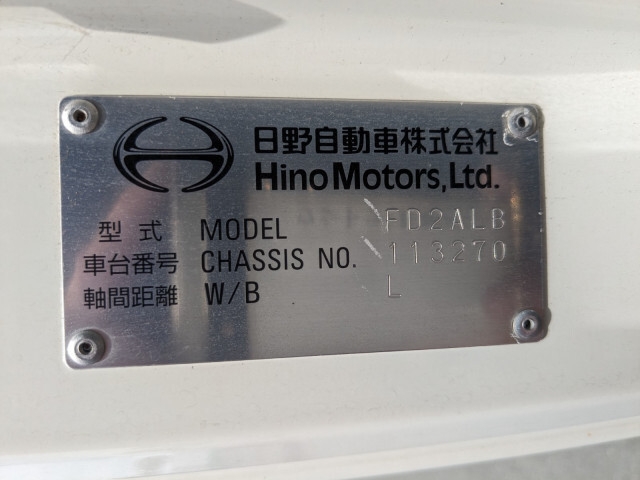 日野自動車株式会社
Hino Motors, Ltd.
型式 MODEL FD2ALB
車台番号 CHASSIS NO. 113270
軸間距離 W/B L